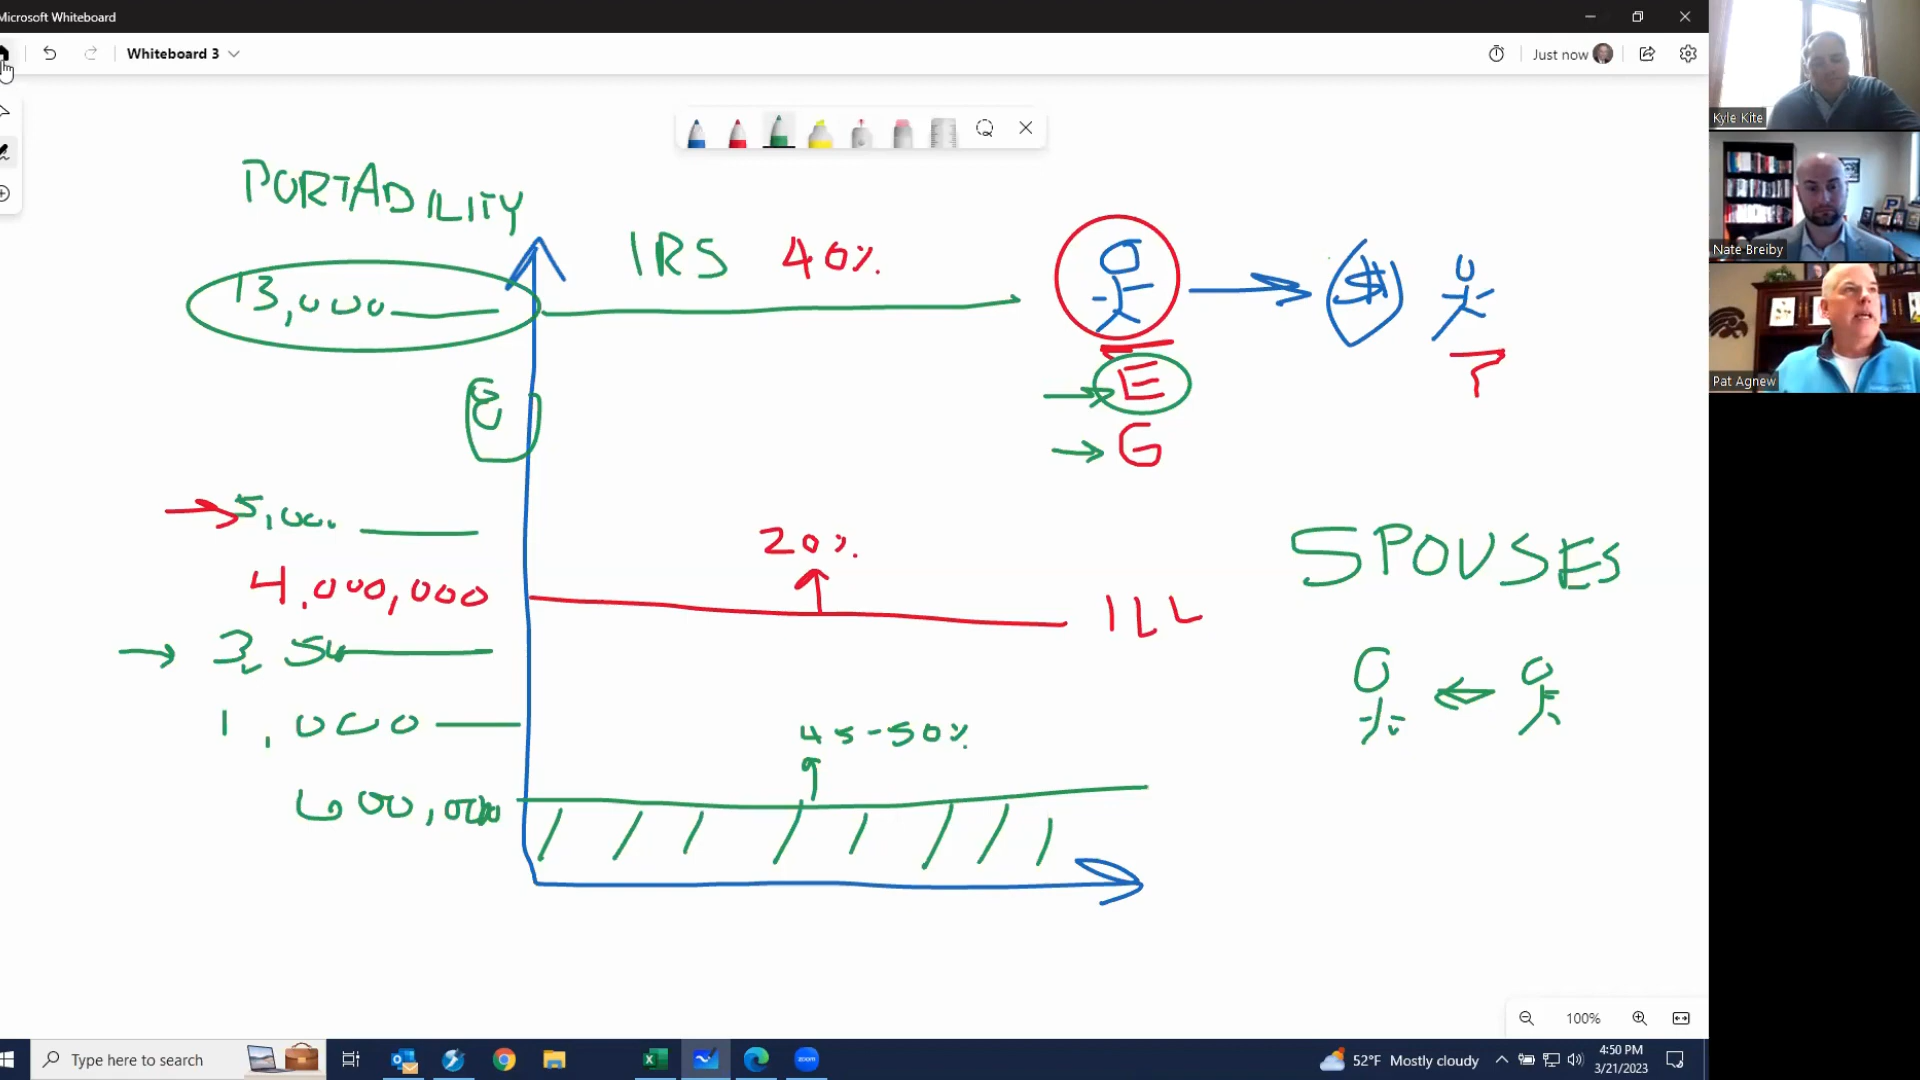 Microsoft Whiteboard
Whiteboard 3
Just now
Kyle Kite
Nate Breiby
Pat Agnew
PORTABILITY
IRS 40%
13,000
$
E
G
5,000
20%
4,000,000
ILL
SPOUSES
3,5
1,000
45-50%
600,000
100%
Type here to search
zoom
52°F Mostly cloudy
4:50 PM
3/21/2023